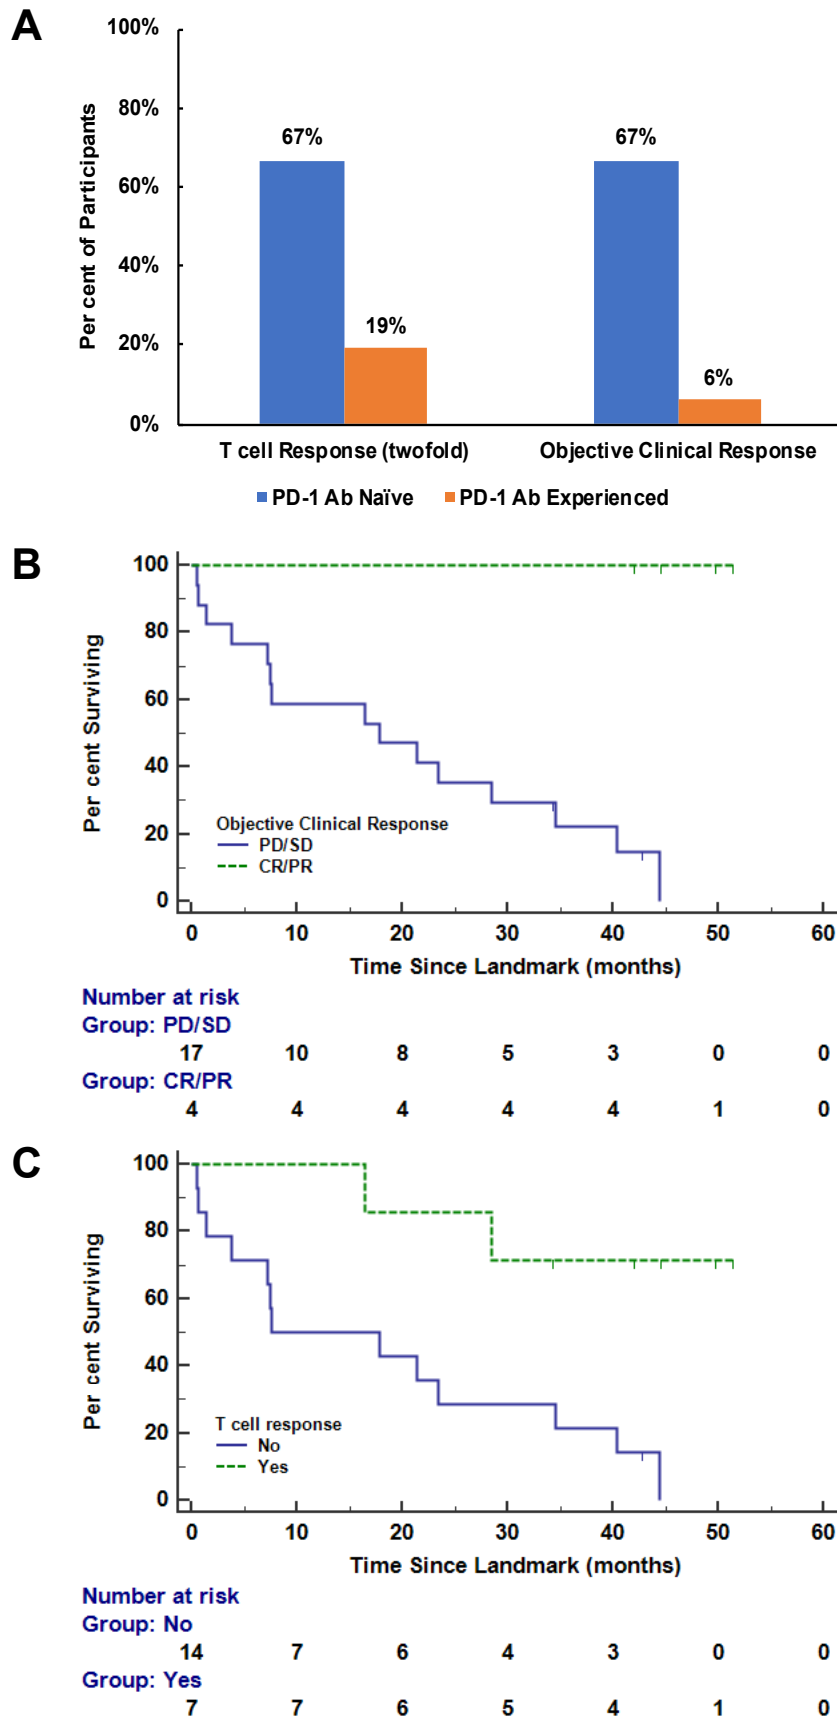 A
Per cent of Participants
100%
80%
60%
40%
20%
0%
67%
19%
67%
6%
T cell Response (twofold) Objective Clinical Response
PD-1 Ab Naïve PD-1 Ab Experienced
B
Per cent Surviving
100
80
60
40
20
0
Objective Clinical Response
PD/SD
CR/PR
0 10 20 30 40 50 60
Time Since Landmark (months)
Number at risk
Group: PD/SD
17 10 8 5 3 0 0
Group: CR/PR
4 4 4 4 4 1 0
C
Per cent Surviving
100
80
60
40
20
0
T cell response
No
Yes
0 10 20 30 40 50 60
Time Since Landmark (months)
Number at risk
Group: No
14 7 6 4 3 0 0
Group: Yes
7 7 6 5 4 1 0